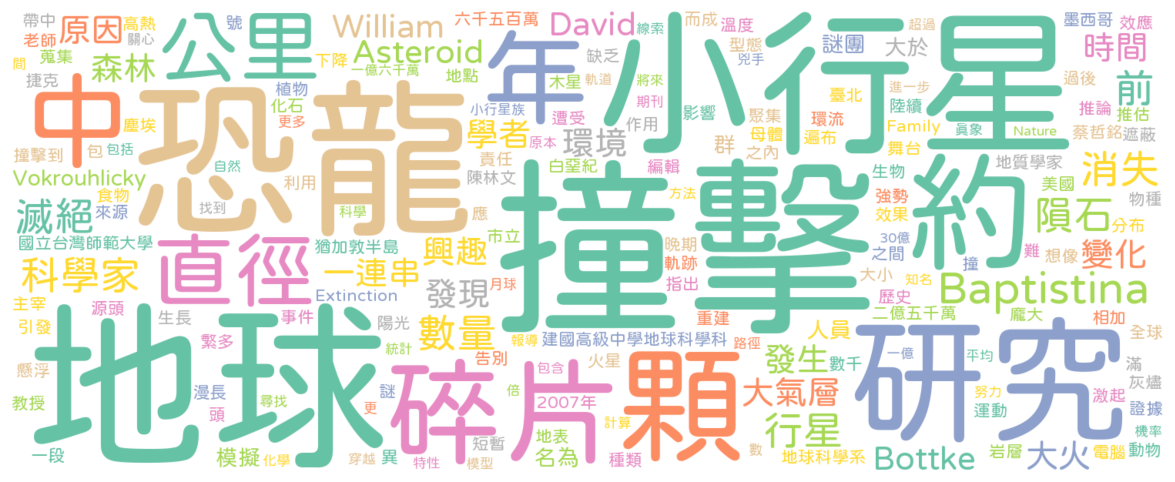 帶中 原因 高熱 號 William 六千五百萬 David 線索 而成 溫度 超過 墨西哥 效應
老師 關心 公里 Asteroid 缺乏 型態 兇手 謎團 大於 時間
蒐集 森林 下降 一億六千萬 地點 年 小行星 過後
間 捷克 植物 木星 軌道 將來 臺北 進一步 前
中 恐龍 化石 更多 小行星族 遭受 期刊 影響 聚集 陸續 推論 推估
塵埃 學者 原本 作用 母體 環流 Family 眞象 Nature 蔡哲銘
撞擊到 包 包括 環境 群 之內 遍布 舞台 遮蔽
Vokrouhlicky 自然 責任 白堊紀 編輯 生物 地質學家 消失
食物 利用 陳林文 撞擊 約 強勢 美國 物種
滅絕 來源 找到 科學 應 方法 效果 隕石 分布
國立台灣師範大學 直徑 猶加敦半島 市立 晚期 30億 之間 難 想像
科學家 一連串 興趣 軌跡 撞 變化
主宰 源頭 Extinction 月球 發現 指出 大小 知名 Baptistina
引發 生長 事件 陽光 重建 歷史 二億五千萬 龐大
地球 繁多 統計 數量 報導 建國高級中學地球科學科 路徑 人員 研究 相加 全球
懸浮 漫長 謎 告別 碎片 包含 火星 顆 發生 數千 一億 平均 滿 灰燼
教授 頭 尋找 更 倍 2007年 大氣層 努力 運動 激起 證據
一段 模擬 化學 穿越 異 短暫 地表 計算 行星 機率
特性 模型 名為 種類 數 地球科學系 Bottke 岩層 大火 電腦 動物